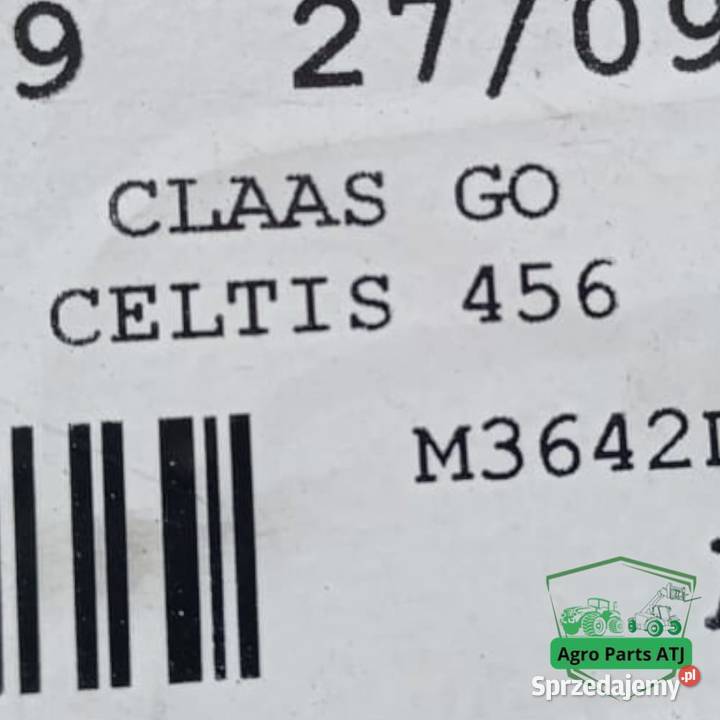 9 27/09
CLAAS GO
CELTIS 456
M3642
Agro Parts ATJ
Sprzedajemy.pl